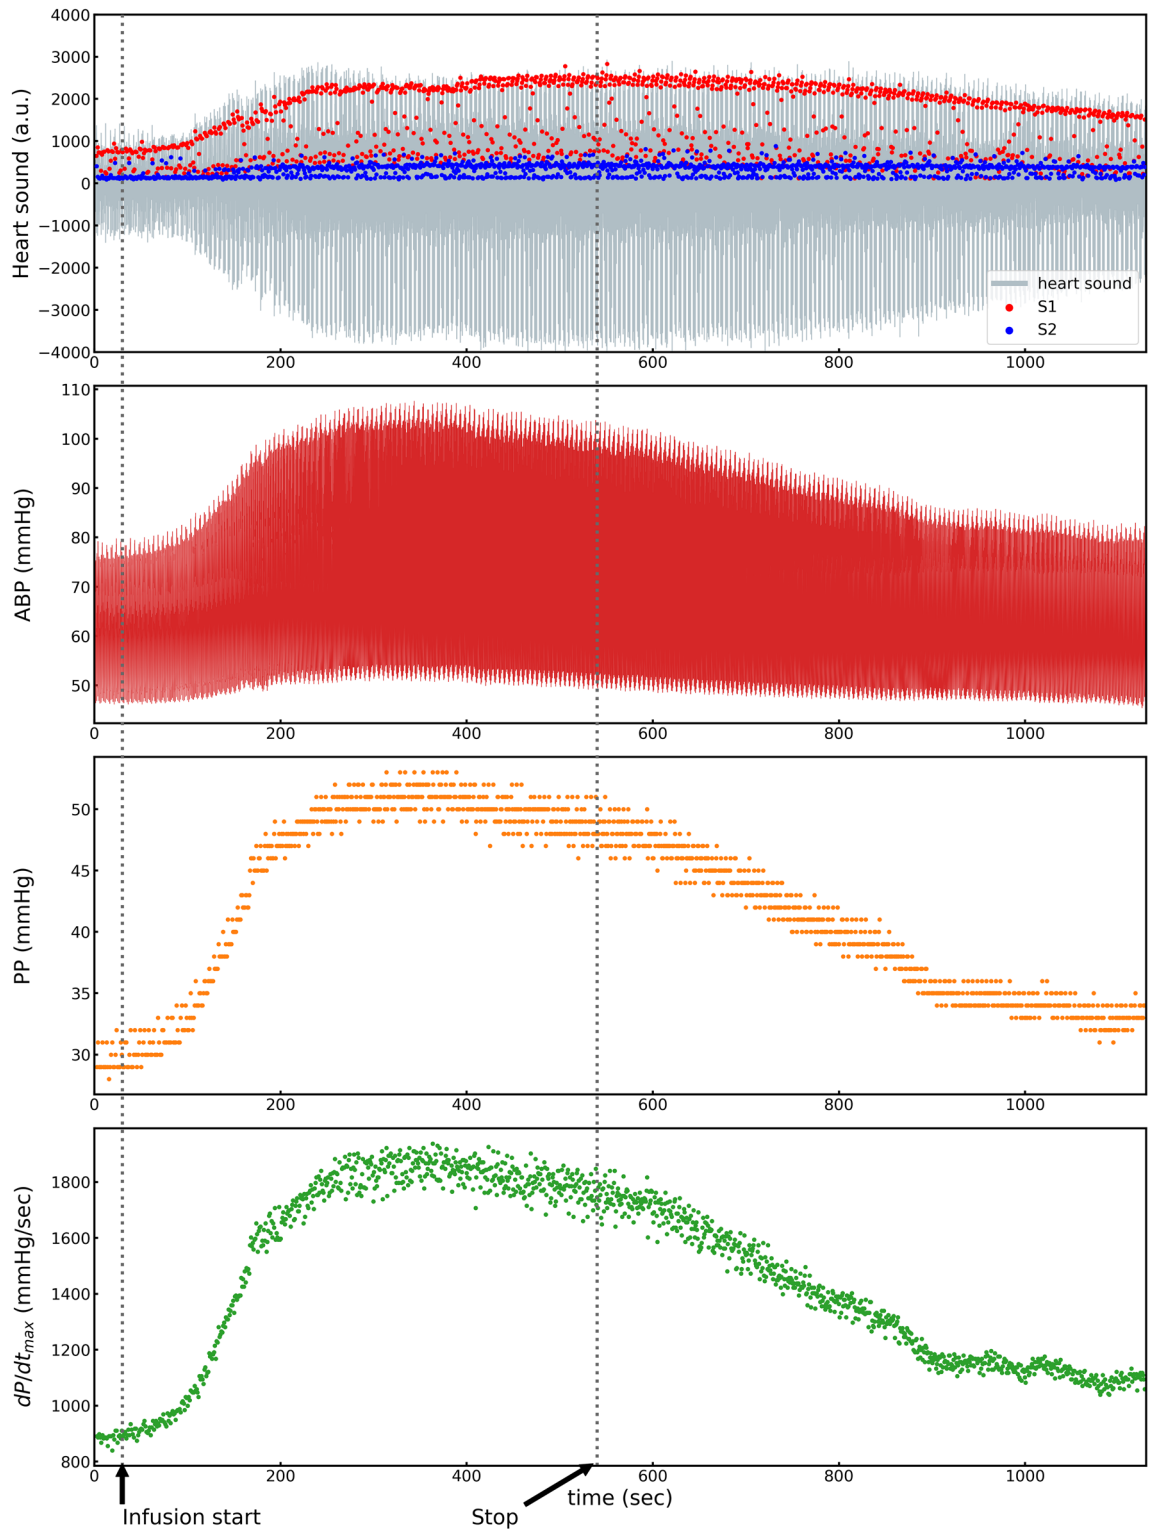 4000
3000
2000
1000
0
−1000
−2000
−3000
−4000
Heart sound (a.u.)
heart sound
S1
S2
0 200 400 600 800 1000
110
100
90
80
70
60
50
ABP (mmHg)
0 200 400 600 800 1000
50
45
40
35
30
PP (mmHg)
0 200 400 600 800 1000
1800
1600
1400
1200
1000
800
dP/dt_max (mmHg/sec)
0 200 400 600 800 1000
time (sec)
Infusion start
Stop